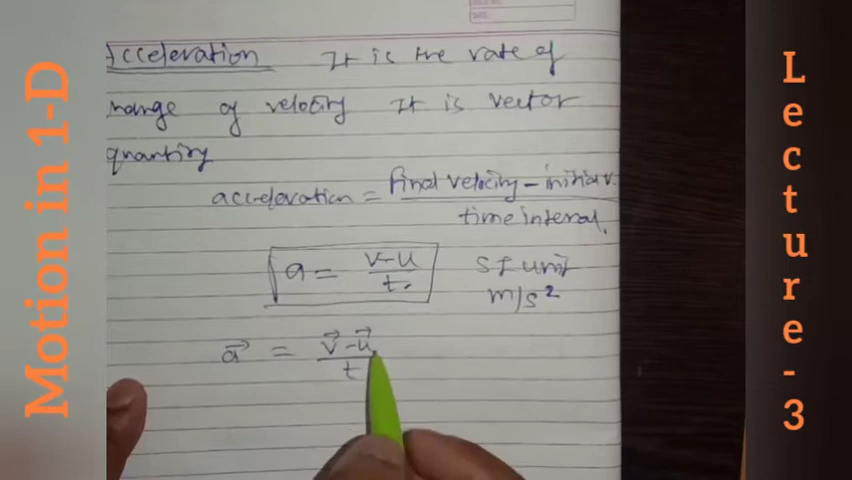 Motion in 1-D
Acceleration It is the rate of
change of velocity It is vector
quantity
acceleration = final velocity - initial v.
time interval.
a = v-u
t.
SI unit
m/s²
a⃗ = v⃗ - u⃗
t
Lecture-3